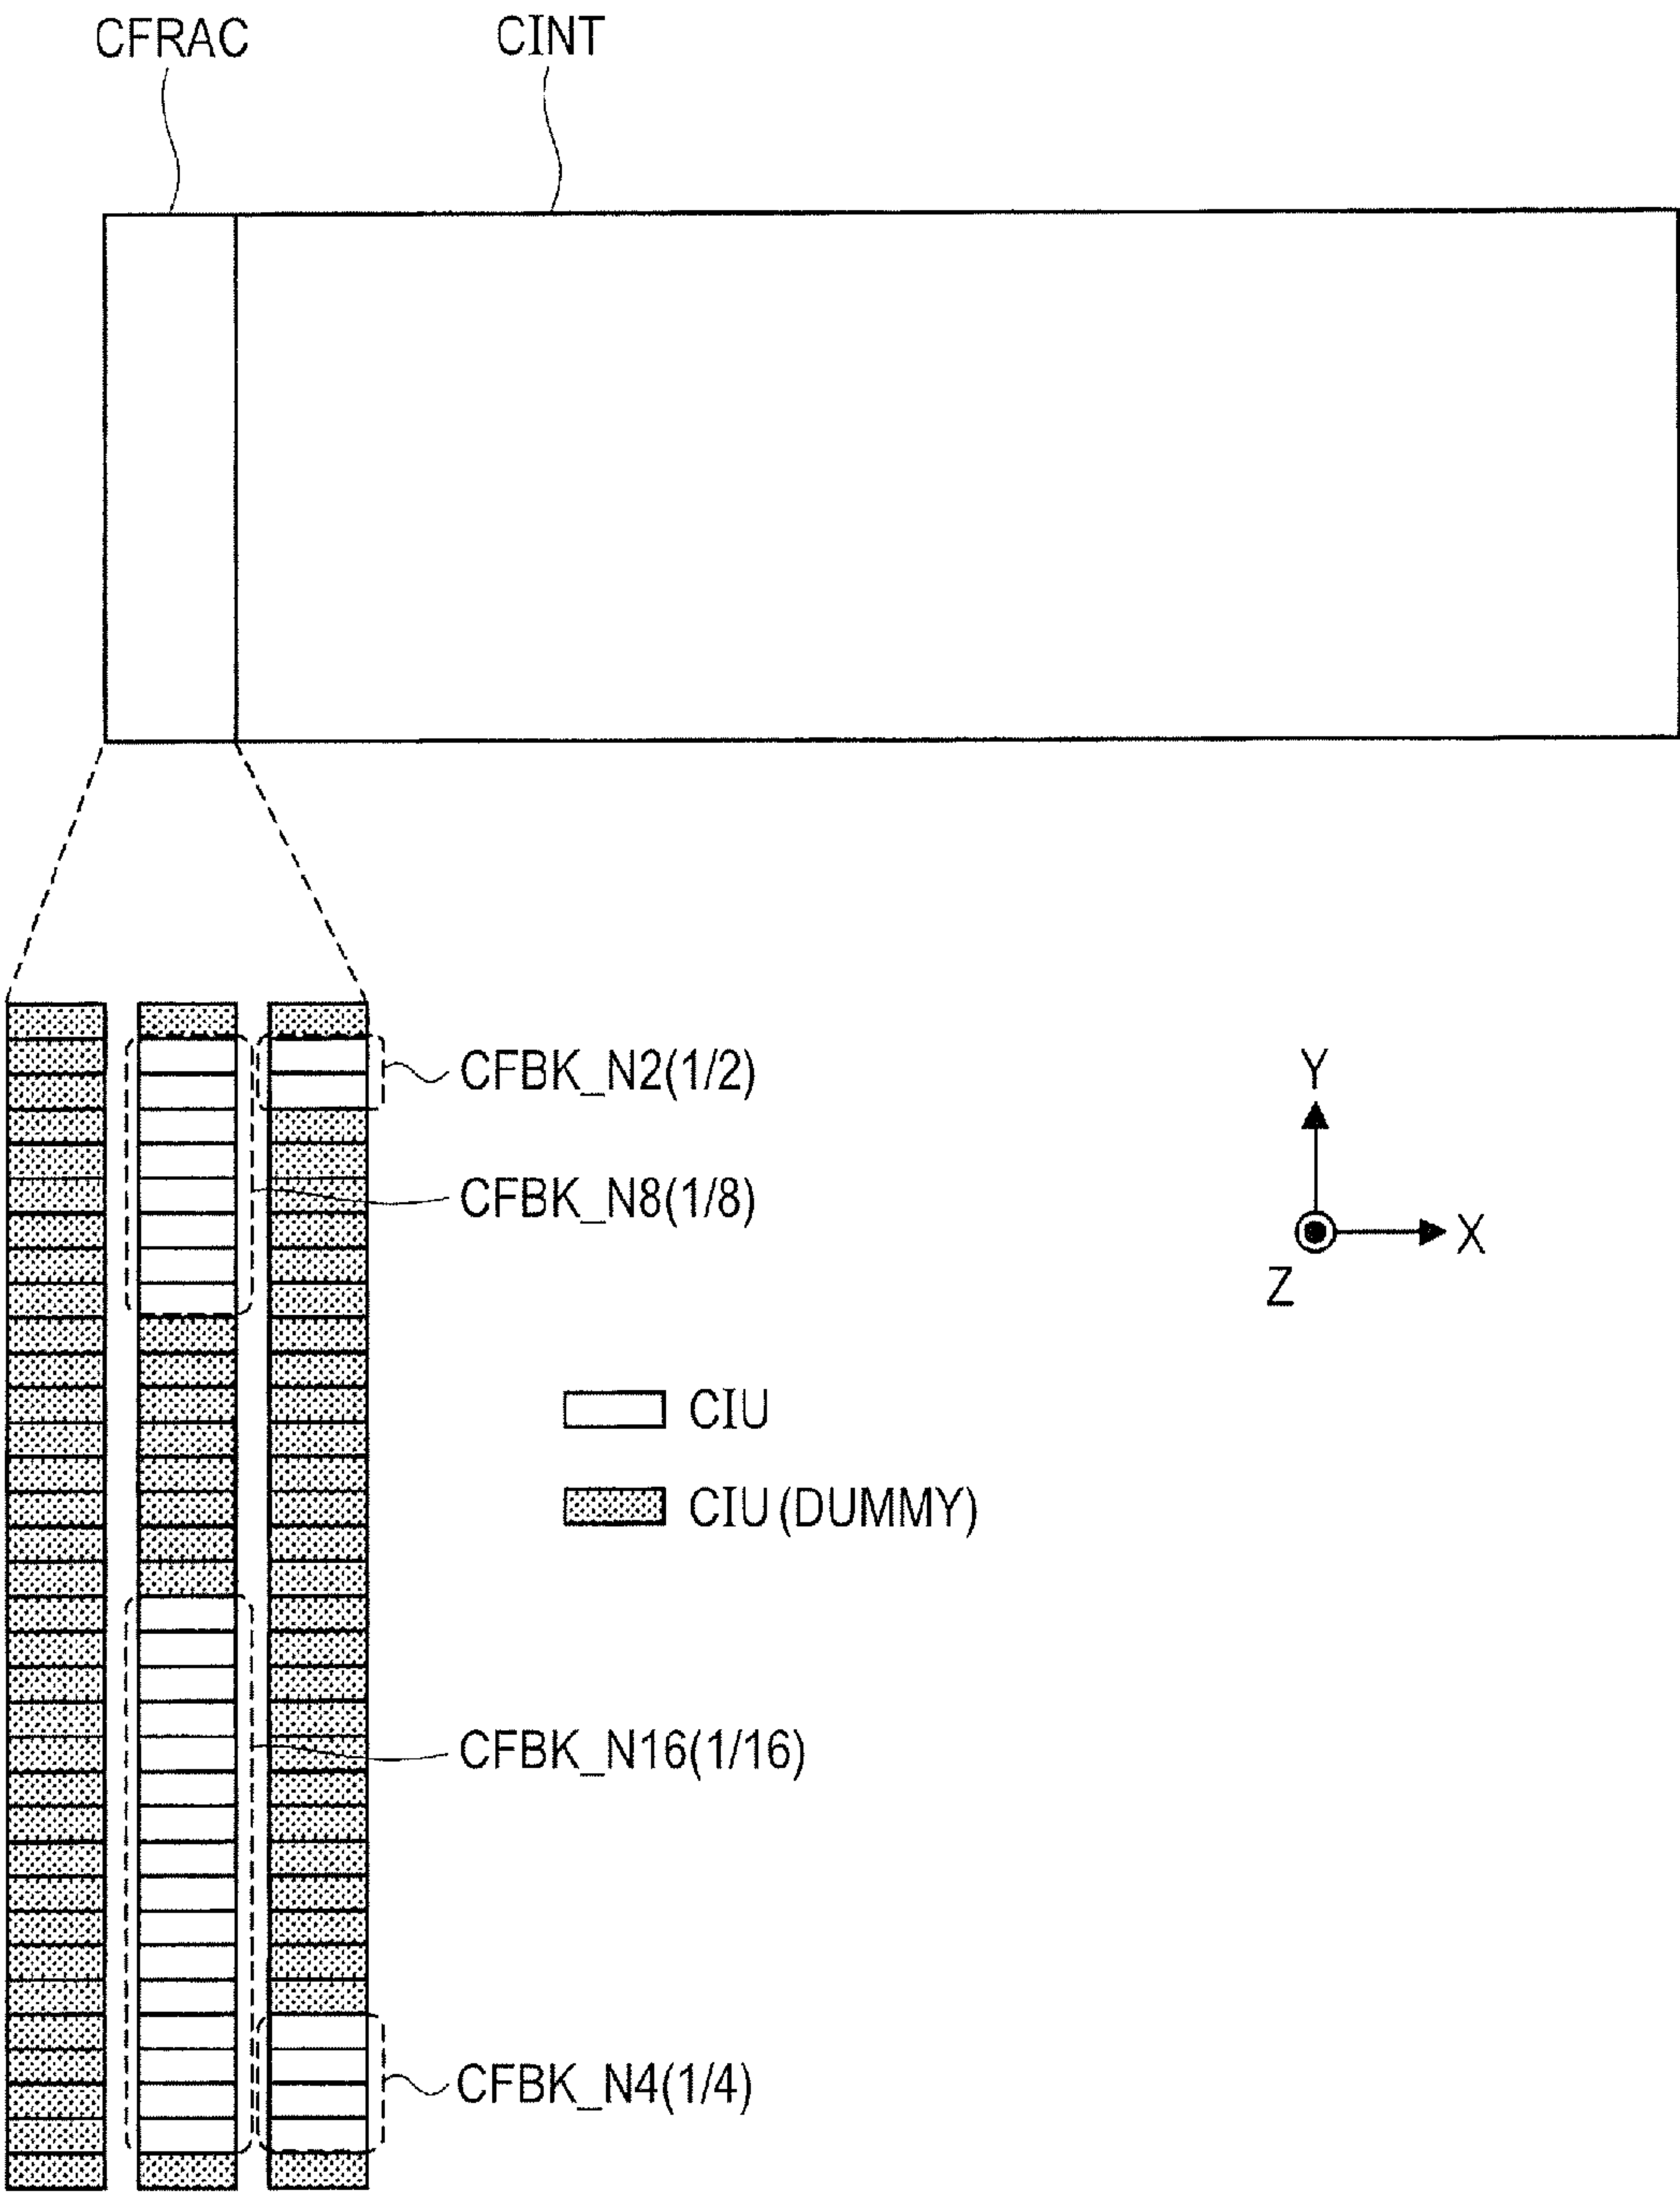 CFRAC
CINT
CFBK_N2(1/2)
CFBK_N8(1/8)
Y
X
Z
CIU
CIU (DUMMY)
CFBK_N16(1/16)
CFBK_N4(1/4)